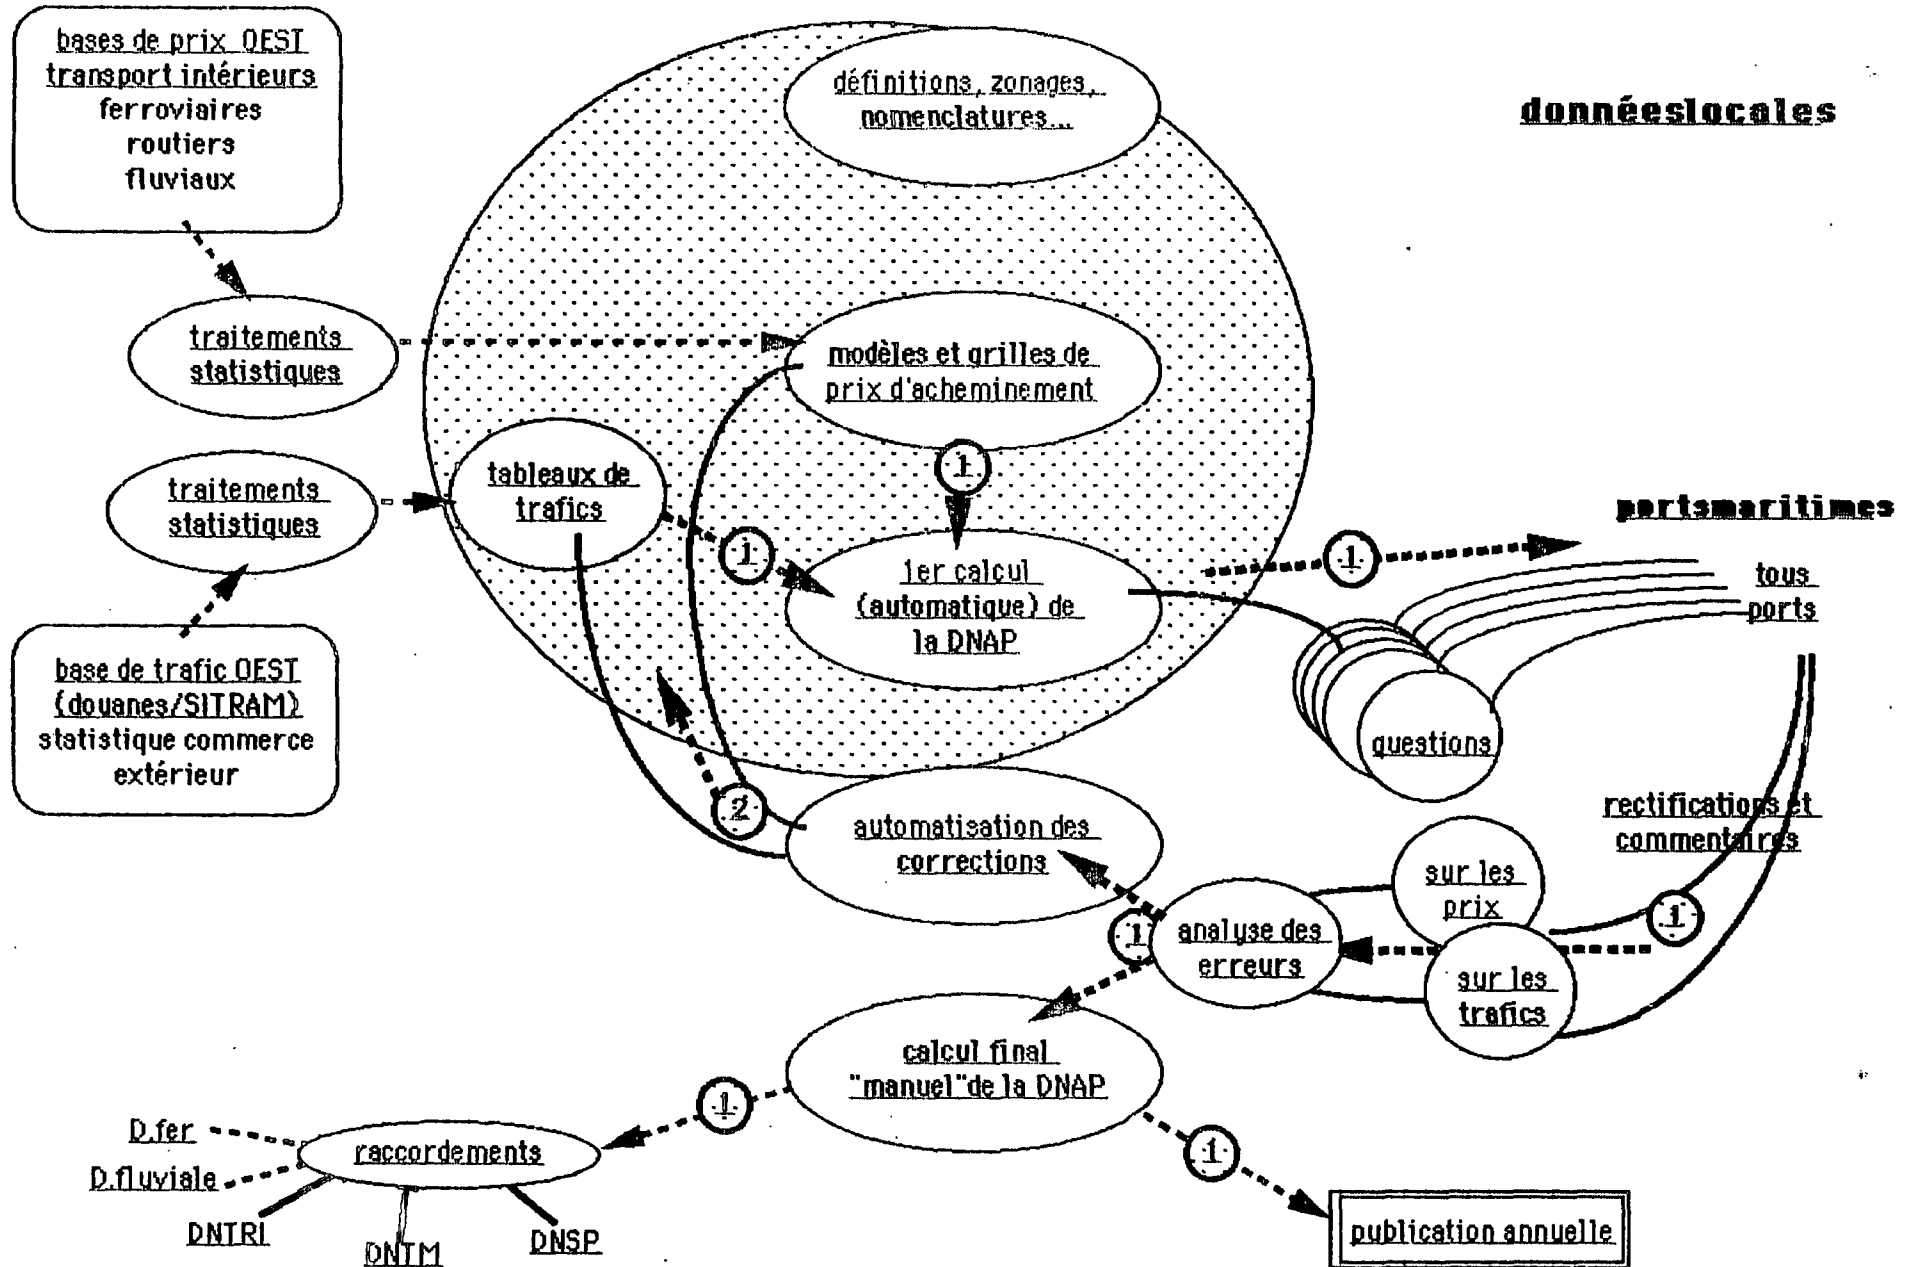 bases de prix OEST
transport intérieurs
ferroviaires
routiers
fluviaux
définitions, zonages,
nomenclatures...
donnéeslocales
traitements
statistiques
modèles et grilles de
prix d'acheminement
1
traitements
statistiques
tableaux de
trafics
1
1er calcul
(automatique) de
la DNAP
1
portsmaritimes
tous
ports
base de trafic OEST
(douanes/SITRAM)
statistique commerce
extérieur
questions
2
automatisation des
corrections
rectifications et
commentaires
sur les
prix
1
1
analyse des
erreurs
sur les
trafics
calcul final
"manuel"de la DNAP
1
1
D.fer
D.fluviale
raccordements
DNTRI
DNTM
DNSP
publication annuelle